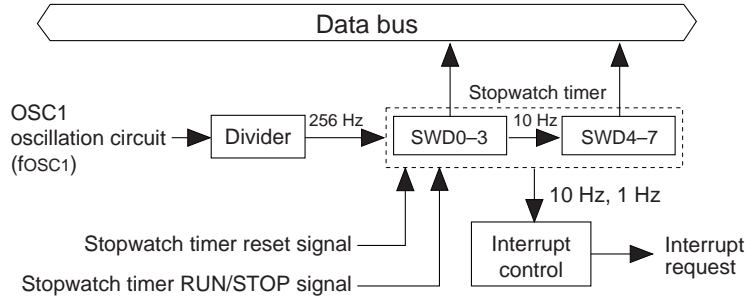 Data bus
Stopwatch timer
OSC1
oscillation circuit
(fOSC1)
Divider
256 Hz
SWD0–3
10 Hz
SWD4–7
10 Hz, 1 Hz
Stopwatch timer reset signal
Stopwatch timer RUN/STOP signal
Interrupt
control
Interrupt
request